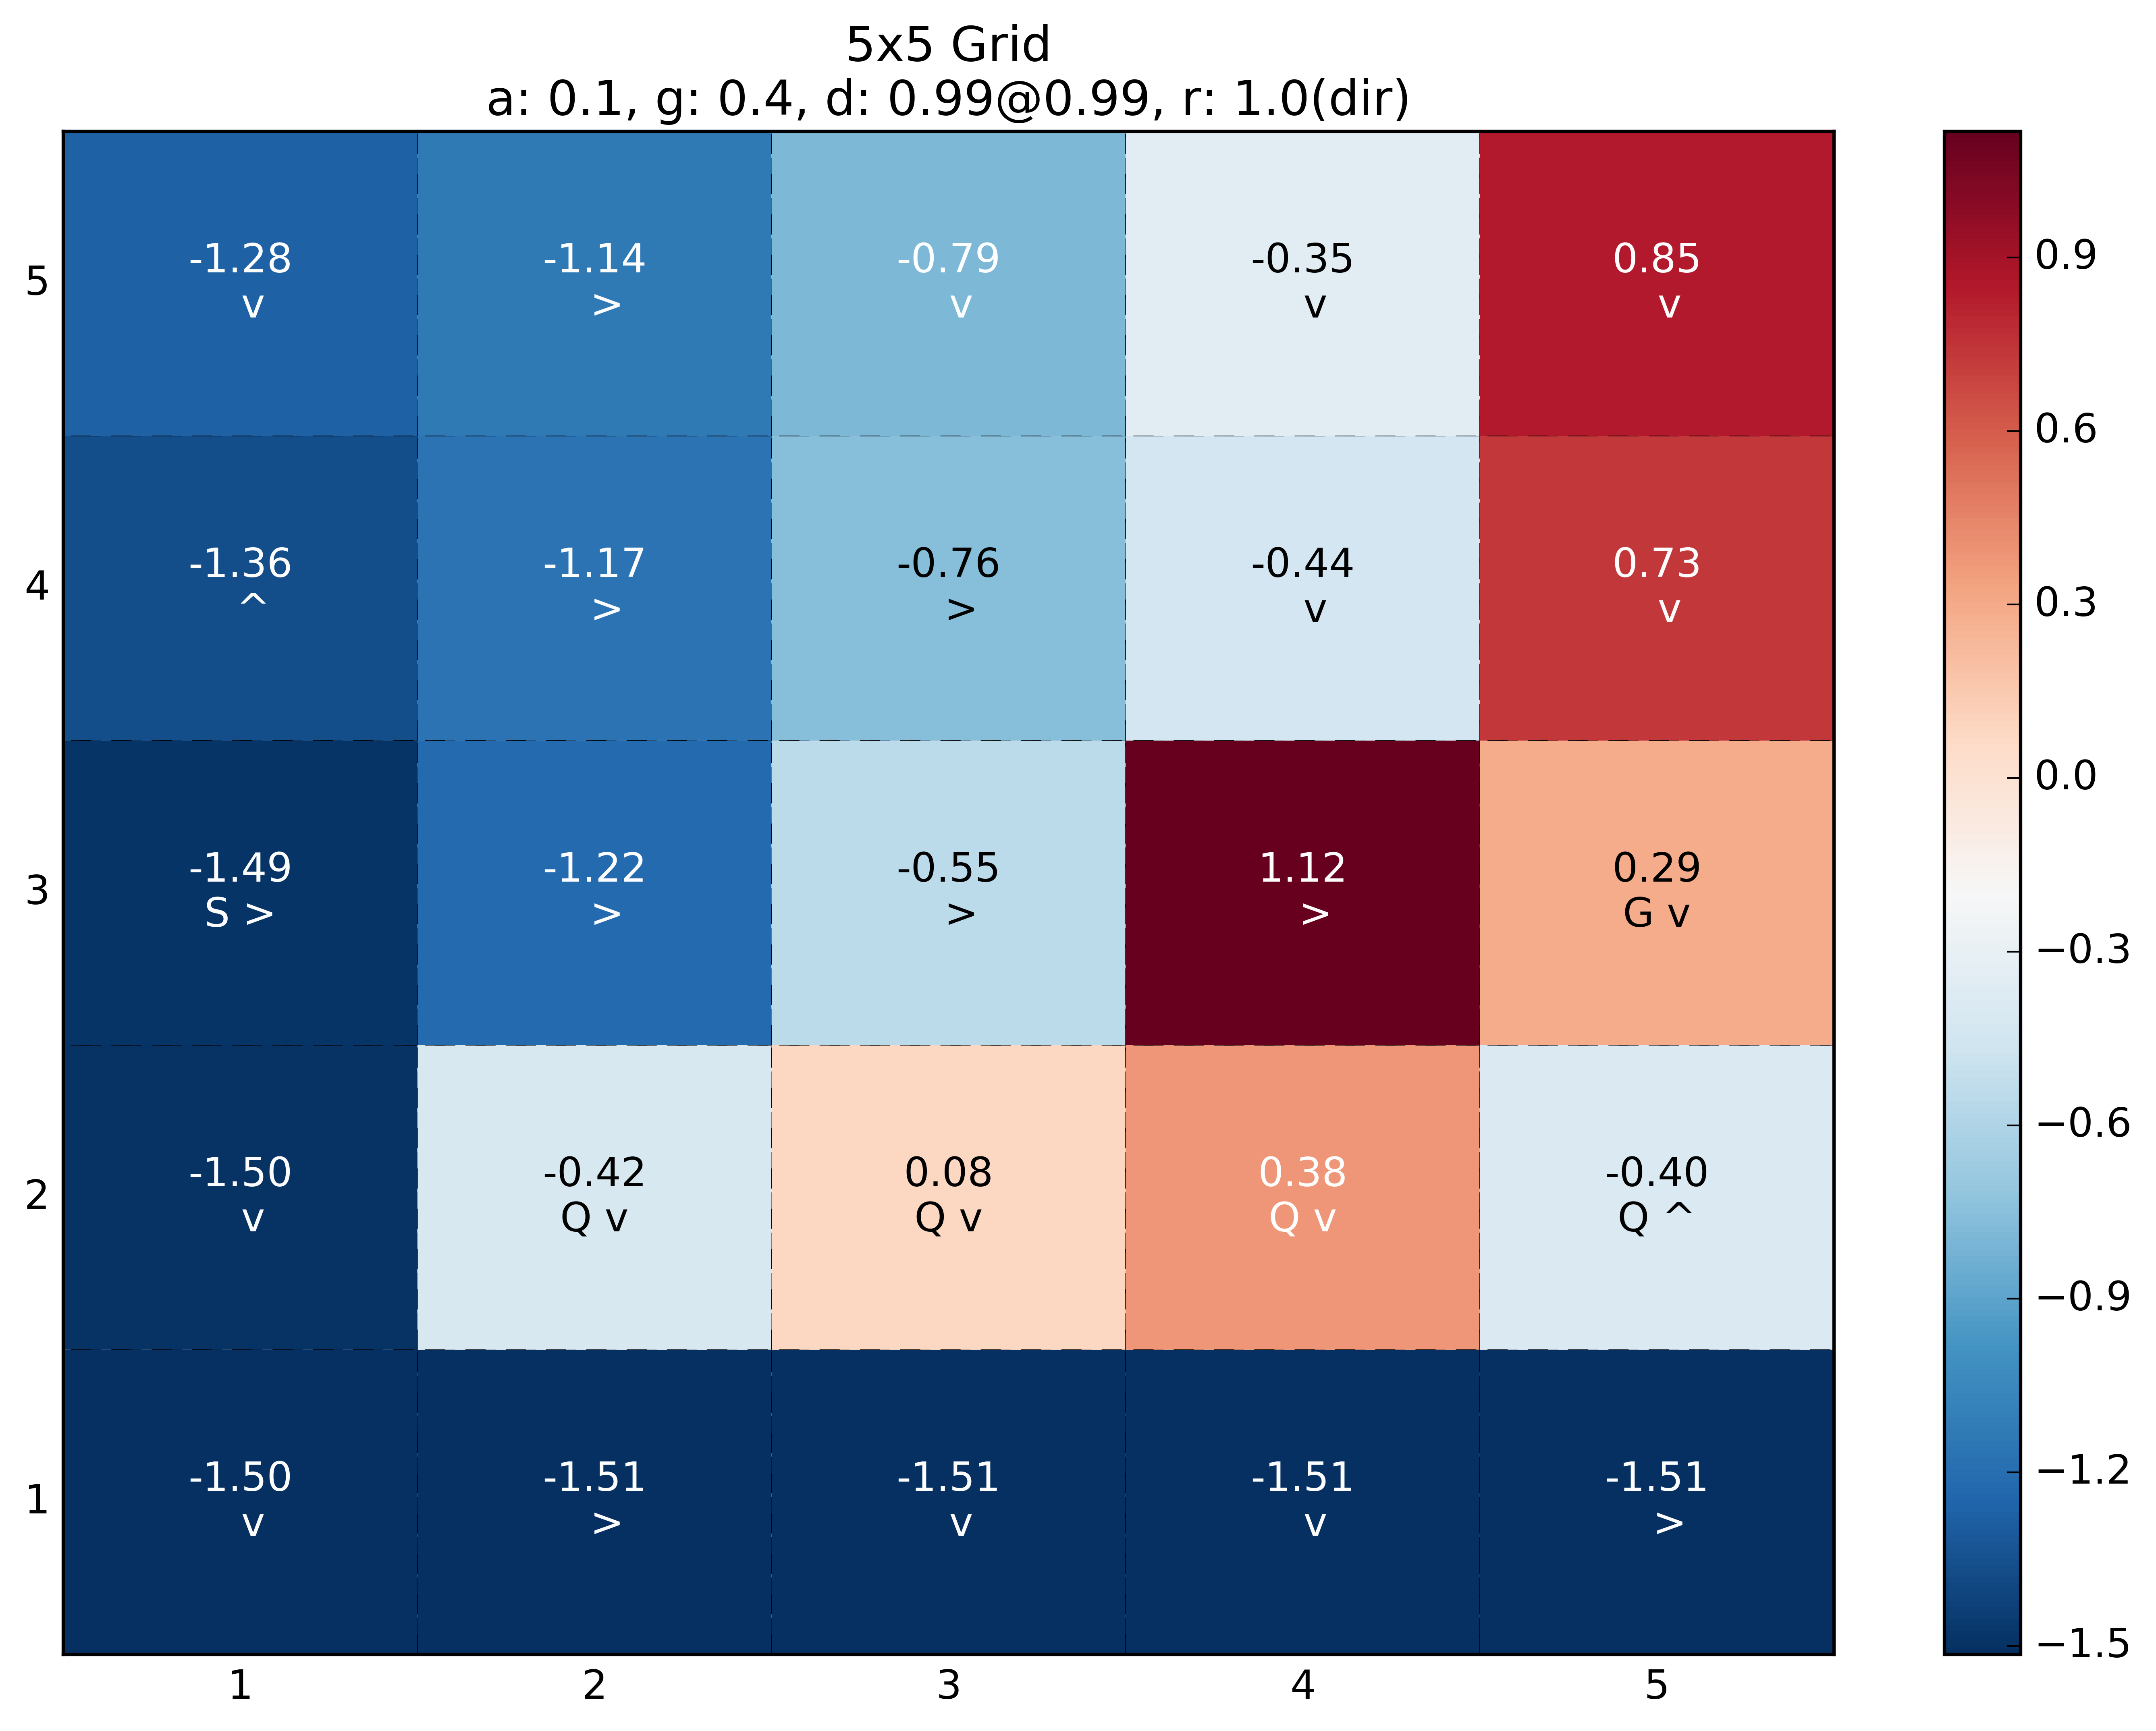 5x5 Grid
a: 0.1, g: 0.4, d: 0.99@0.99, r: 1.0(dir)
5
-1.28
v
-1.14
>
-0.79
v
-0.35
v
0.85
v
4
-1.36
^
-1.17
>
-0.76
>
-0.44
v
0.73
v
3
-1.49
S >
-1.22
>
-0.55
>
1.12
>
0.29
G v
2
-1.50
v
-0.42
Q v
0.08
Q v
0.38
Q v
-0.40
Q ^
1
-1.50
v
-1.51
>
-1.51
v
-1.51
v
-1.51
>
1 2 3 4 5
0.9
0.6
0.3
0.0
−0.3
−0.6
−0.9
−1.2
−1.5